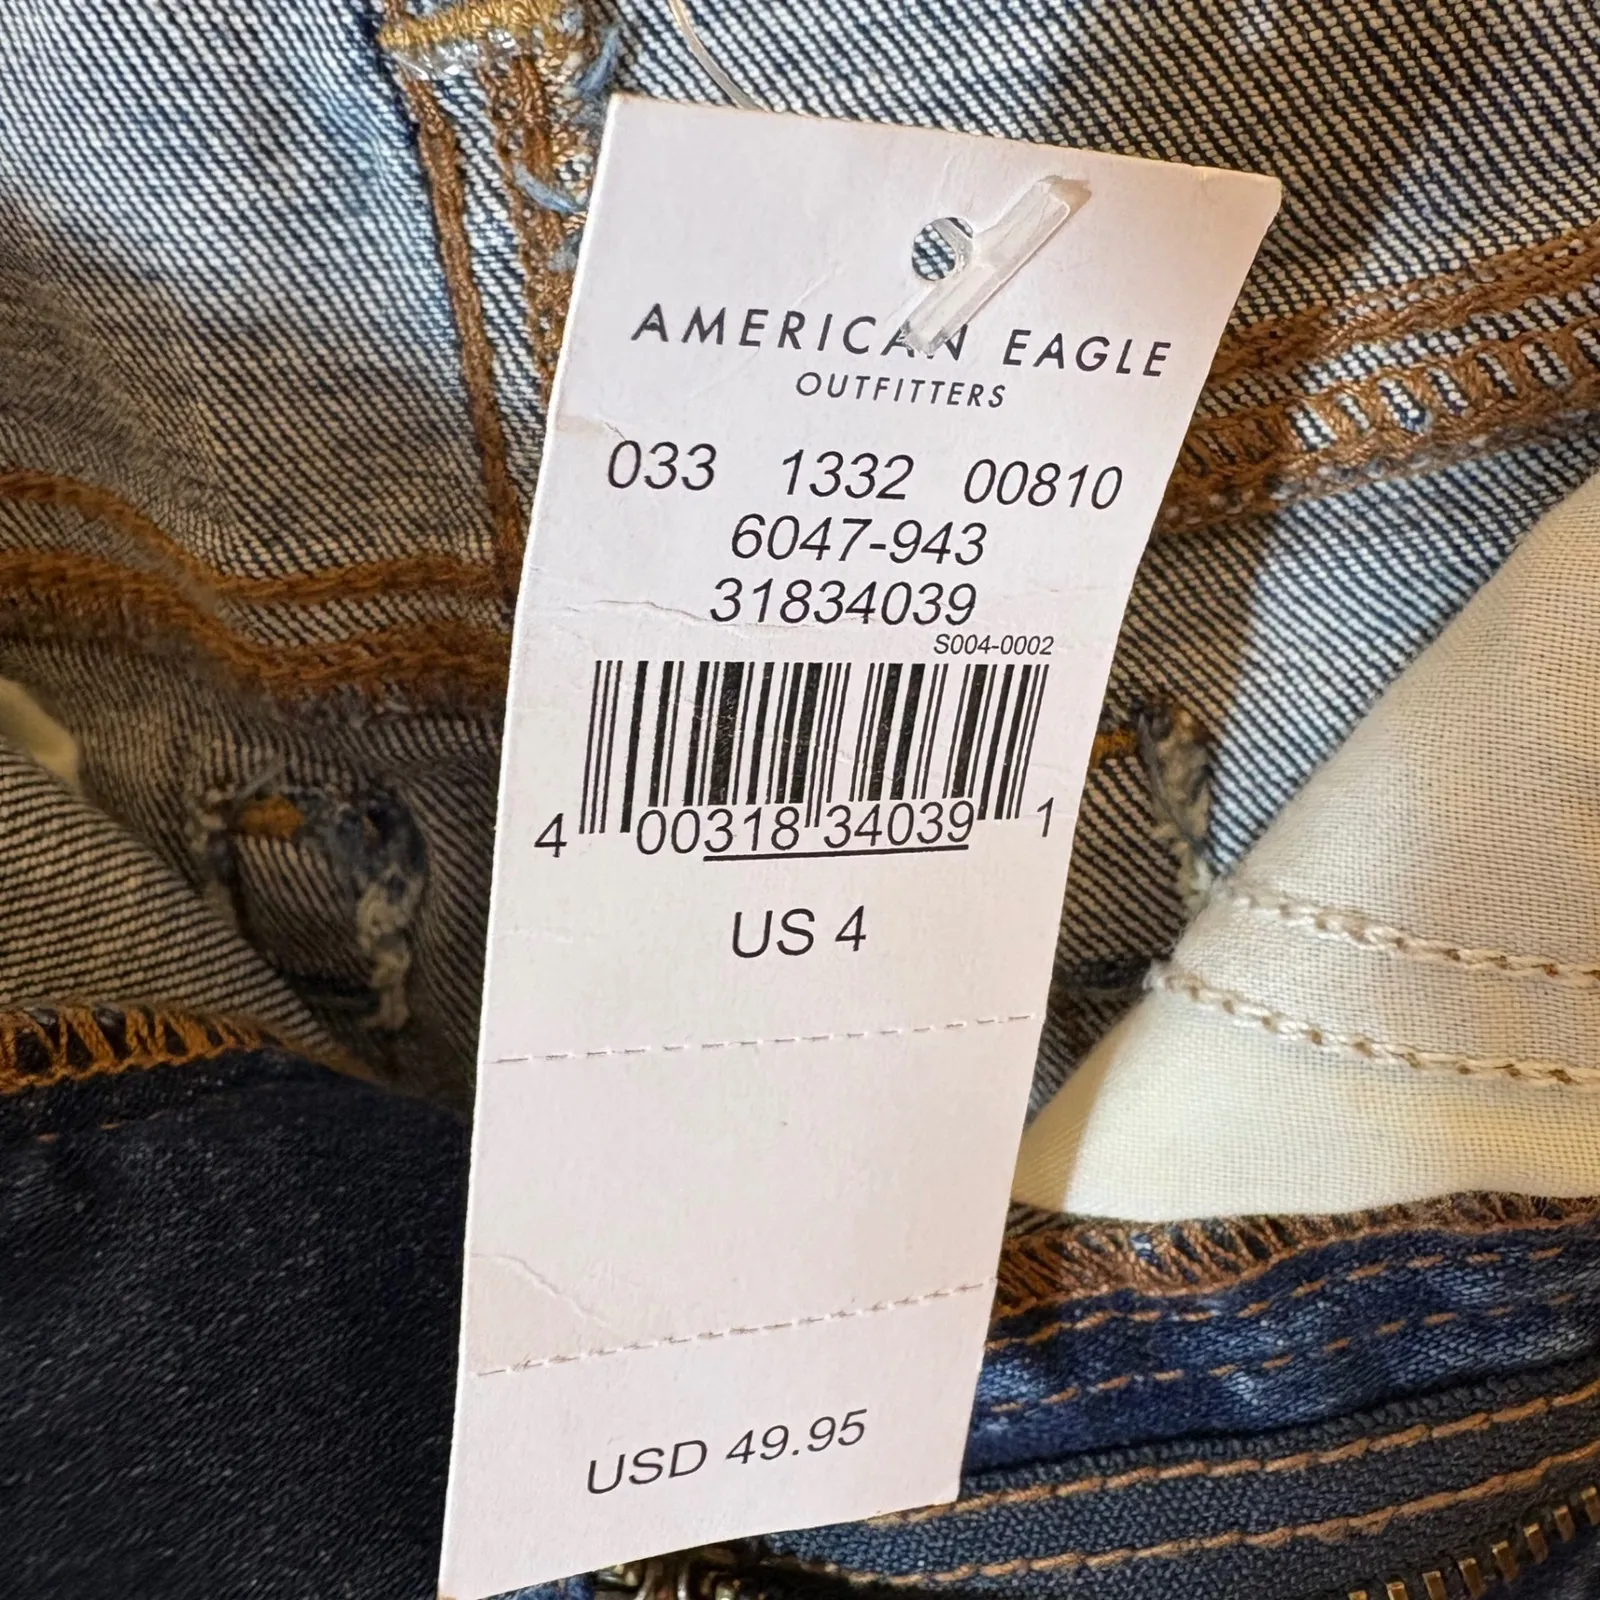 AMERICAN EAGLE
OUTFITTERS
033 1332 00810
6047-943
31834039
S004-0002
4 00318 34039 1
US 4
USD 49.95